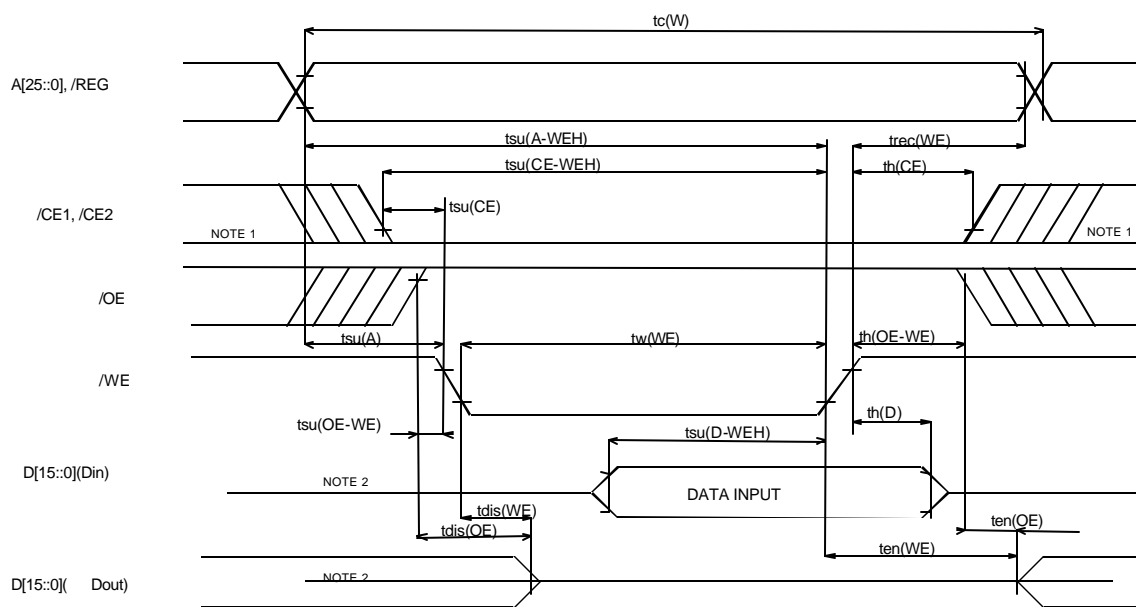 tc(W)
A[25::0], /REG
tsu(A-WEH)
trec(WE)
tsu(CE-WEH)
th(CE)
/CE1, /CE2
tsu(CE)
NOTE 1
NOTE 1
/OE
tsu(A)
tw(WE)
th(OE-WE)
/WE
tsu(OE-WE)
th(D)
tsu(D-WEH)
D[15::0](Din)
NOTE 2
DATA INPUT
tdis(WE)
tdis(OE)
ten(OE)
ten(WE)
D[15::0]( Dout)
NOTE 2